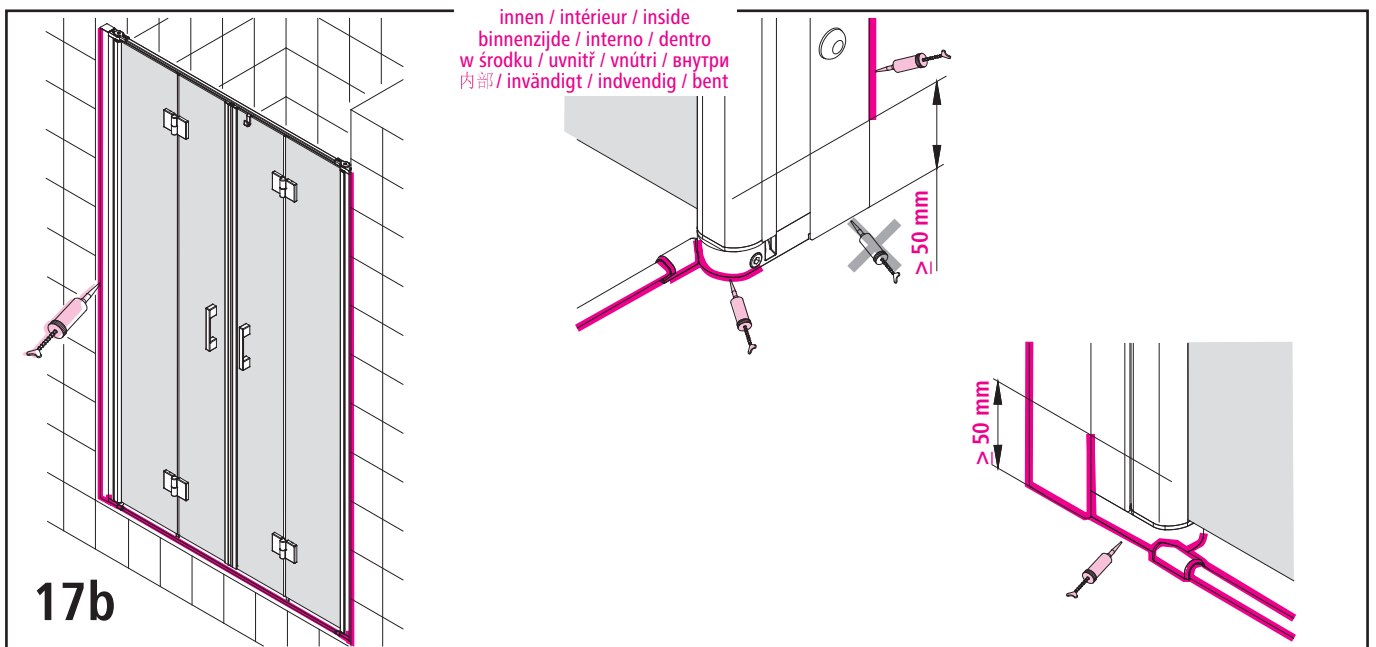 innen / intérieur / inside
binnenzijde / interno / dentro
w środku / uvnitř / vnútri / внутри
内部 / invändigt / indvendig / bent
≥ 50 mm
≥ 50 mm
17b